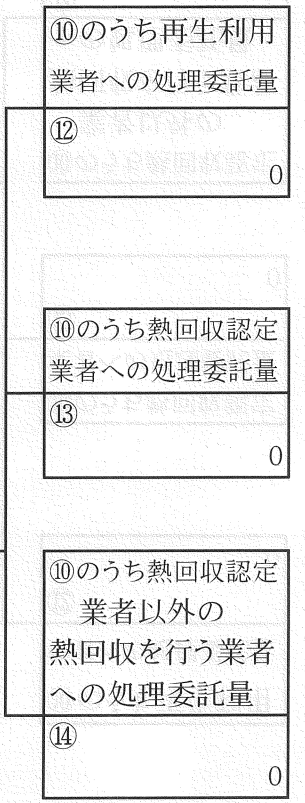 ⑩のうち再生利用
業者への処理委託量
⑫
0
⑩のうち熱回収認定
業者への処理委託量
⑬
0
⑩のうち熱回収認定
業者以外の
熱回収を行う業者
への処理委託量
⑭
0